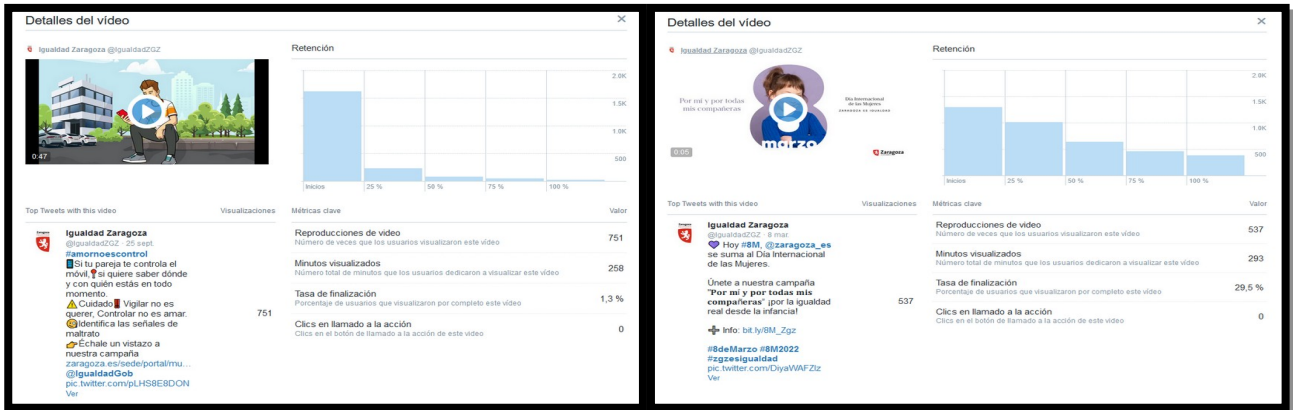 Detalles del vídeo
×
Igualdad Zaragoza @IgualdadZGZ
0:47
Retención
2.0K
1.5K
1.0K
500
Inicios 25 % 50 % 75 % 100 %
Top Tweets with this video Visualizaciones
Igualdad Zaragoza
@IgualdadZGZ · 25 sept.
#amornoescontrol
Si tu pareja te controla el
móvil, si quiere saber dónde
y con quién estás en todo
momento.
⚠Cuidado Vigilar no es
querer, Controlar no es amar.
Identifica las señales de
maltrato
👉Échale un vistazo a
nuestra campaña
zaragoza.es/sede/portal/mu...
@IgualdadGob
pic.twitter.com/pLHS8E8DON
Ver
751
Métricas clave Valor
Reproducciones de video 751
Número de veces que los usuarios visualizaron este vídeo
Minutos visualizados 258
Número total de minutos que los usuarios dedicaron a visualizar este vídeo
Tasa de finalización 1,3 %
Porcentaje de usuarios que visualizaron por completo este vídeo
Clics en llamado a la acción 0
Clics en el botón de llamado a la acción de este video
Detalles del vídeo
×
Igualdad Zaragoza @IgualdadZGZ
Por mí y por todas
mis compañeras
8
marzo
Día Internacional
de las Mujeres
ZARAGOZA ES IGUALDAD
Zaragoza
0:05
Retención
2.0K
1.5K
1.0K
500
Inicios 25 % 50 % 75 % 100 %
Top Tweets with this video Visualizaciones
Igualdad Zaragoza
@IgualdadZGZ · 8 mar.
💜 Hoy #8M, @zaragoza_es
se suma al Día Internacional
de las Mujeres.
Únete a nuestra campaña
"Por mí y por todas mis
compañeras" ¡por la igualdad
real desde la infancia!
➕ Info: bit.ly/8M_Zgz
#8deMarzo #8M2022
#zgzesigualdad
pic.twitter.com/DiyaWAFZlz
Ver
537
Métricas clave Valor
Reproducciones de video 537
Número de veces que los usuarios visualizaron este vídeo
Minutos visualizados 293
Número total de minutos que los usuarios dedicaron a visualizar este vídeo
Tasa de finalización 29,5 %
Porcentaje de usuarios que visualizaron por completo este vídeo
Clics en llamado a la acción 0
Clics en el botón de llamado a la acción de este video